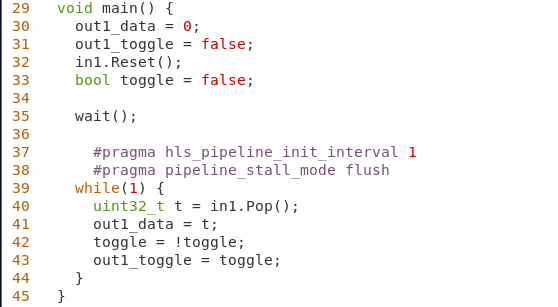 29 void main() {
30 out1_data = 0;
31 out1_toggle = false;
32 in1.Reset();
33 bool toggle = false;
34
35 wait();
36
37 #pragma hls_pipeline_init_interval 1
38 #pragma pipeline_stall_mode flush
39 while(1) {
40 uint32_t t = in1.Pop();
41 out1_data = t;
42 toggle = !toggle;
43 out1_toggle = toggle;
44 }
45 }